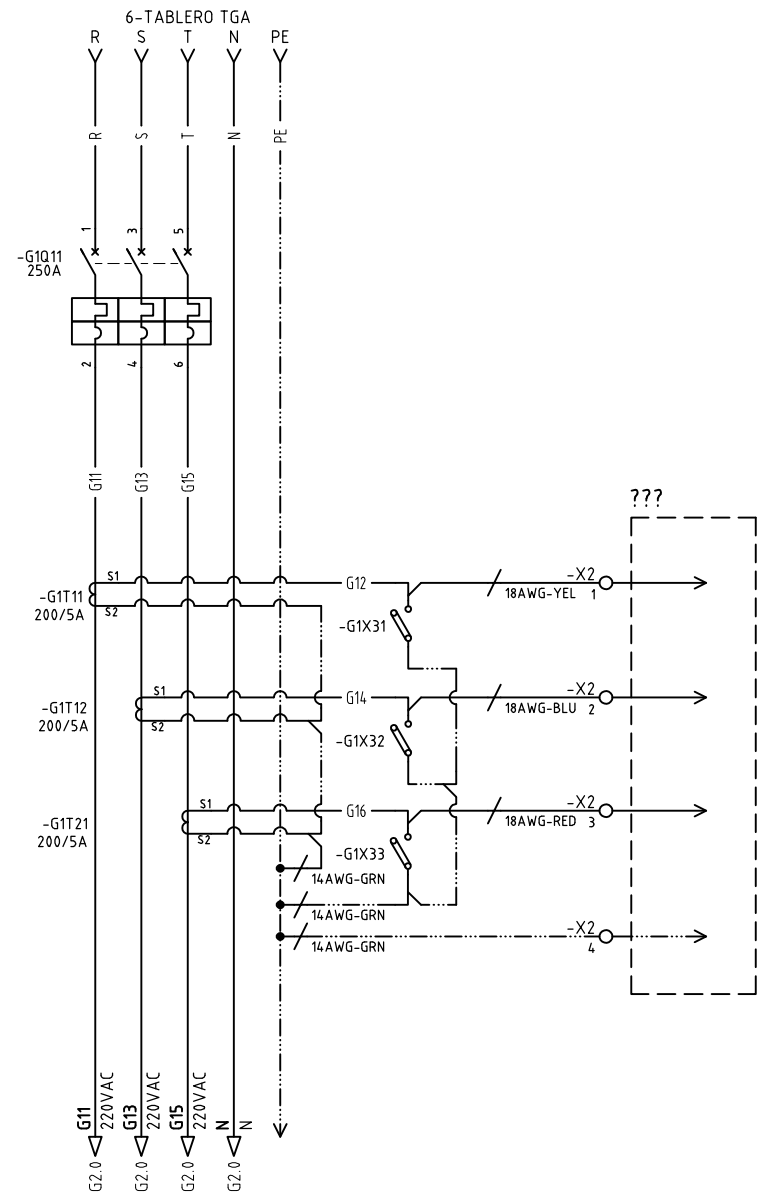 6-TABLERO TGA
R S T N PE
R S T N PE
1 3 5
-G1Q11
250A
2 4 6
G11 G13 G15
???
S1 G12 -X2
-G1T11 18AWG-YEL 1
200/5A S2
-G1X31
S1 G14 -X2
-G1T12 18AWG-BLU 2
200/5A S2
-G1X32
S1 G16 -X2
-G1T21 18AWG-RED 3
200/5A S2
-G1X33
14AWG-GRN
14AWG-GRN
-X2
14AWG-GRN 4
G11 220VAC G13 220VAC G15 220VAC N N
G2.0 G2.0 G2.0 G2.0